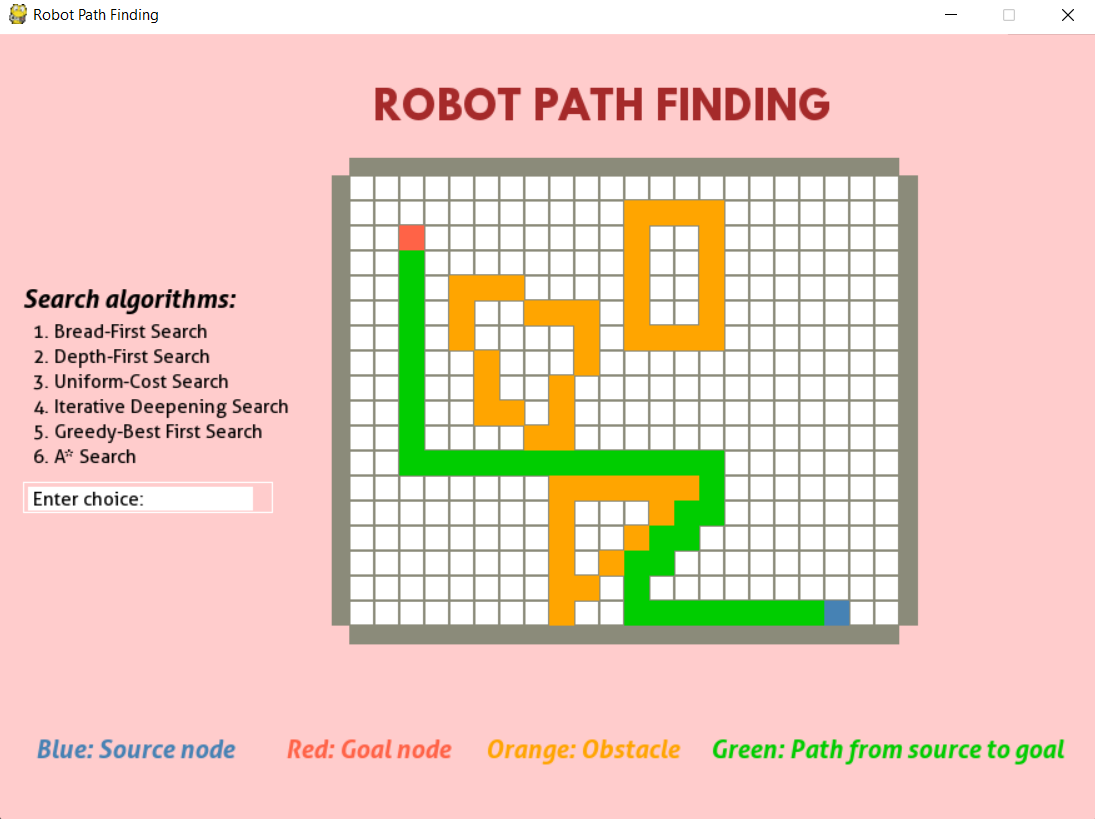 Robot Path Finding
ROBOT PATH FINDING
Search algorithms:
1. Bread-First Search
2. Depth-First Search
3. Uniform-Cost Search
4. Iterative Deepening Search
5. Greedy-Best First Search
6. A* Search
Enter choice:
Blue: Source node Red: Goal node Orange: Obstacle Green: Path from source to goal